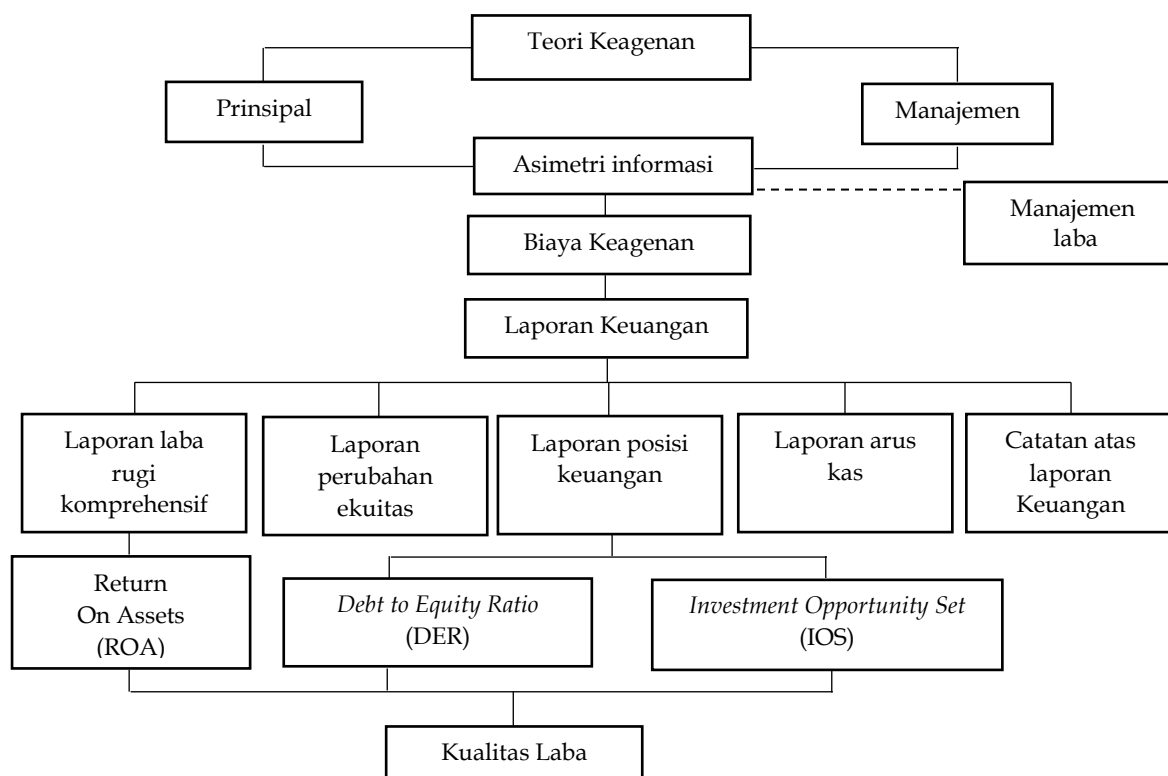 Teori Keagenan
Prinsipal
Manajemen
Asimetri informasi
Manajemen
laba
Biaya Keagenan
Laporan Keuangan
Laporan laba
rugi
komprehensif
Laporan
perubahan
ekuitas
Laporan posisi
keuangan
Laporan arus
kas
Catatan atas
laporan
Keuangan
Return
On Assets
(ROA)
Debt to Equity Ratio
(DER)
Investment Opportunity Set
(IOS)
Kualitas Laba